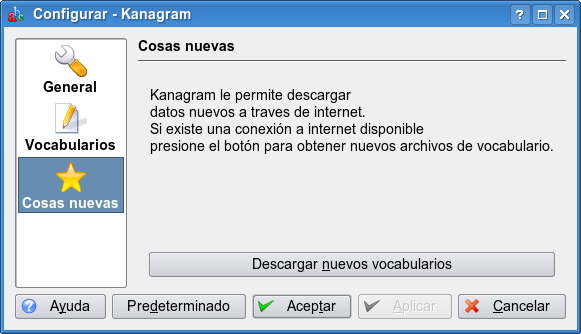 Configurar - Kanagram
General
Vocabularios
Cosas nuevas
Cosas nuevas
Kanagram le permite descargar
datos nuevos a traves de internet.
Si existe una conexión a internet disponible
presione el botón para obtener nuevos archivos de vocabulario.
Descargar nuevos vocabularios
Ayuda
Predeterminado
Aceptar
Aplicar
Cancelar